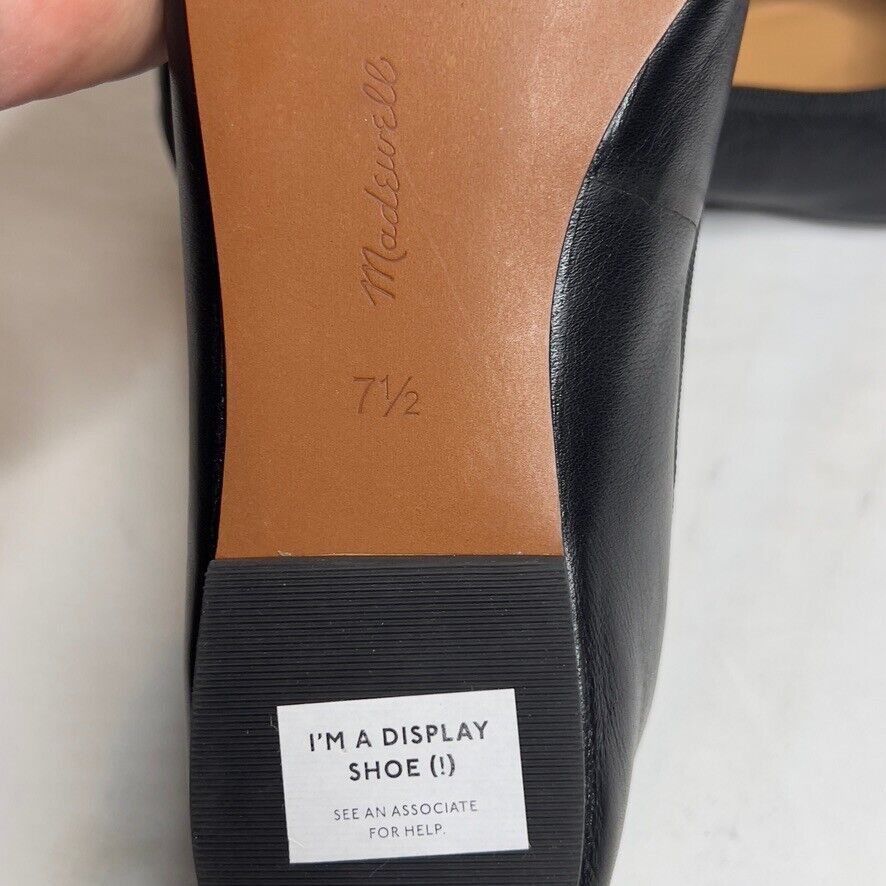 Madewell
7½
I'M A DISPLAY
SHOE (!)
SEE AN ASSOCIATE
FOR HELP.